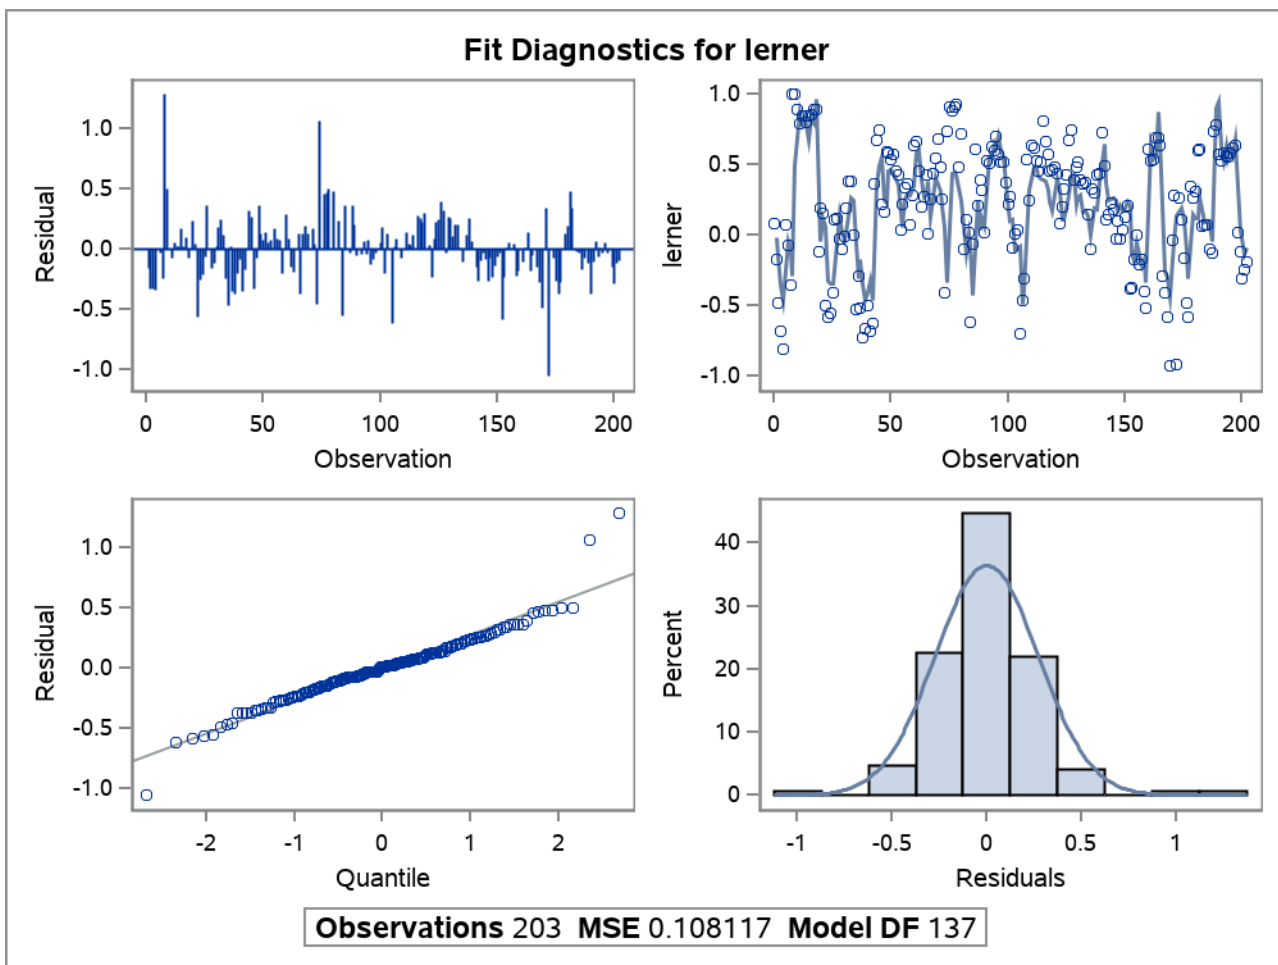 Fit Diagnostics for lerner
Residual
1.0
0.5
0.0
-0.5
-1.0
0 50 100 150 200
Observation
lerner
1.0
0.5
0.0
-0.5
-1.0
0 50 100 150 200
Observation
Residual
1.0
0.5
0.0
-0.5
-1.0
-2 -1 0 1 2
Quantile
Percent
40
30
20
10
0
-1 -0.5 0 0.5 1
Residuals
Observations 203 MSE 0.108117 Model DF 137